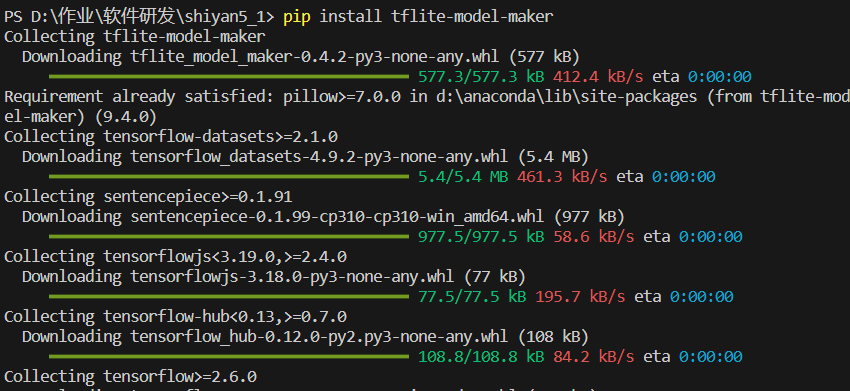 PS D:\作业\软件研发\shiyan5_1> pip install tflite-model-maker
Collecting tflite-model-maker
  Downloading tflite_model_maker-0.4.2-py3-none-any.whl (577 kB)
577.3/577.3 kB 412.4 kB/s eta 0:00:00
Requirement already satisfied: pillow>=7.0.0 in d:\anaconda\lib\site-packages (from tflite-mod
el-maker) (9.4.0)
Collecting tensorflow-datasets>=2.1.0
  Downloading tensorflow_datasets-4.9.2-py3-none-any.whl (5.4 MB)
5.4/5.4 MB 461.3 kB/s eta 0:00:00
Collecting sentencepiece>=0.1.91
  Downloading sentencepiece-0.1.99-cp310-cp310-win_amd64.whl (977 kB)
977.5/977.5 kB 58.6 kB/s eta 0:00:00
Collecting tensorflowjs<3.19.0,>=2.4.0
  Downloading tensorflowjs-3.18.0-py3-none-any.whl (77 kB)
77.5/77.5 kB 195.7 kB/s eta 0:00:00
Collecting tensorflow-hub<0.13,>=0.7.0
  Downloading tensorflow_hub-0.12.0-py2.py3-none-any.whl (108 kB)
108.8/108.8 kB 84.2 kB/s eta 0:00:00
Collecting tensorflow>=2.6.0